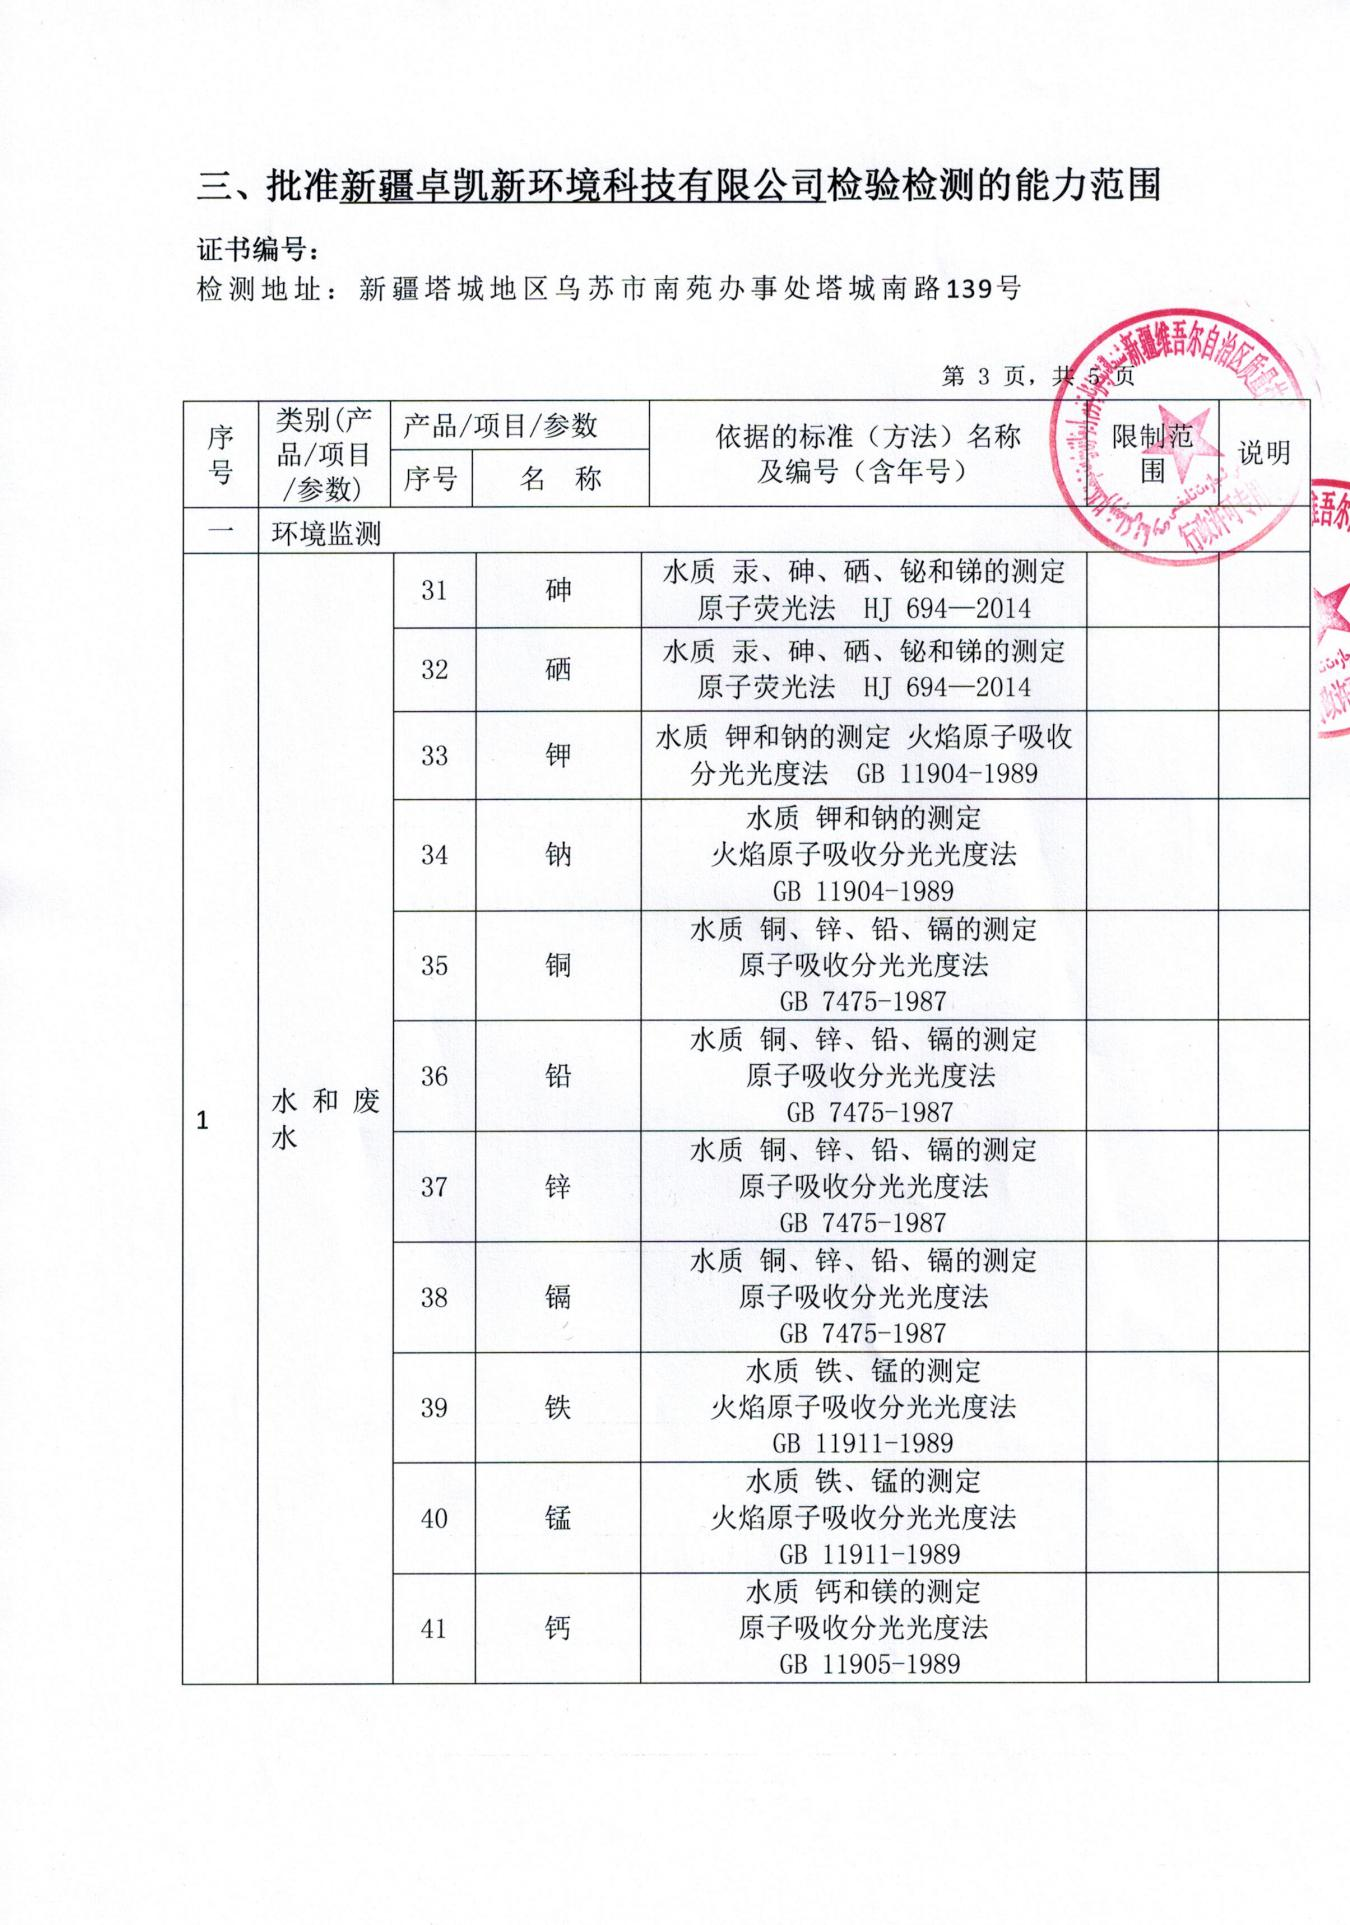 三、批准新疆卓凯新环境科技有限公司检验检测的能力范围
证书编号：
检测地址：新疆塔城地区乌苏市南苑办事处塔城南路139号
第 3 页，共 5 页
序号
类别(产品/项目/参数)
产品/项目/参数
序号
名 称
依据的标准（方法）名称
及编号（含年号）
限制范围
说明
一
环境监测
1
水和废水
31
砷
水质 汞、砷、硒、铋和锑的测定
原子荧光法 HJ 694—2014
32
硒
水质 汞、砷、硒、铋和锑的测定
原子荧光法 HJ 694—2014
33
钾
水质 钾和钠的测定 火焰原子吸收
分光光度法 GB 11904-1989
34
钠
水质 钾和钠的测定
火焰原子吸收分光光度法
GB 11904-1989
35
铜
水质 铜、锌、铅、镉的测定
原子吸收分光光度法
GB 7475-1987
36
铅
水质 铜、锌、铅、镉的测定
原子吸收分光光度法
GB 7475-1987
37
锌
水质 铜、锌、铅、镉的测定
原子吸收分光光度法
GB 7475-1987
38
镉
水质 铜、锌、铅、镉的测定
原子吸收分光光度法
GB 7475-1987
39
铁
水质 铁、锰的测定
火焰原子吸收分光光度法
GB 11911-1989
40
锰
水质 铁、锰的测定
火焰原子吸收分光光度法
GB 11911-1989
41
钙
水质 钙和镁的测定
原子吸收分光光度法
GB 11905-1989
新疆维吾尔自治区质量
行政许可专用